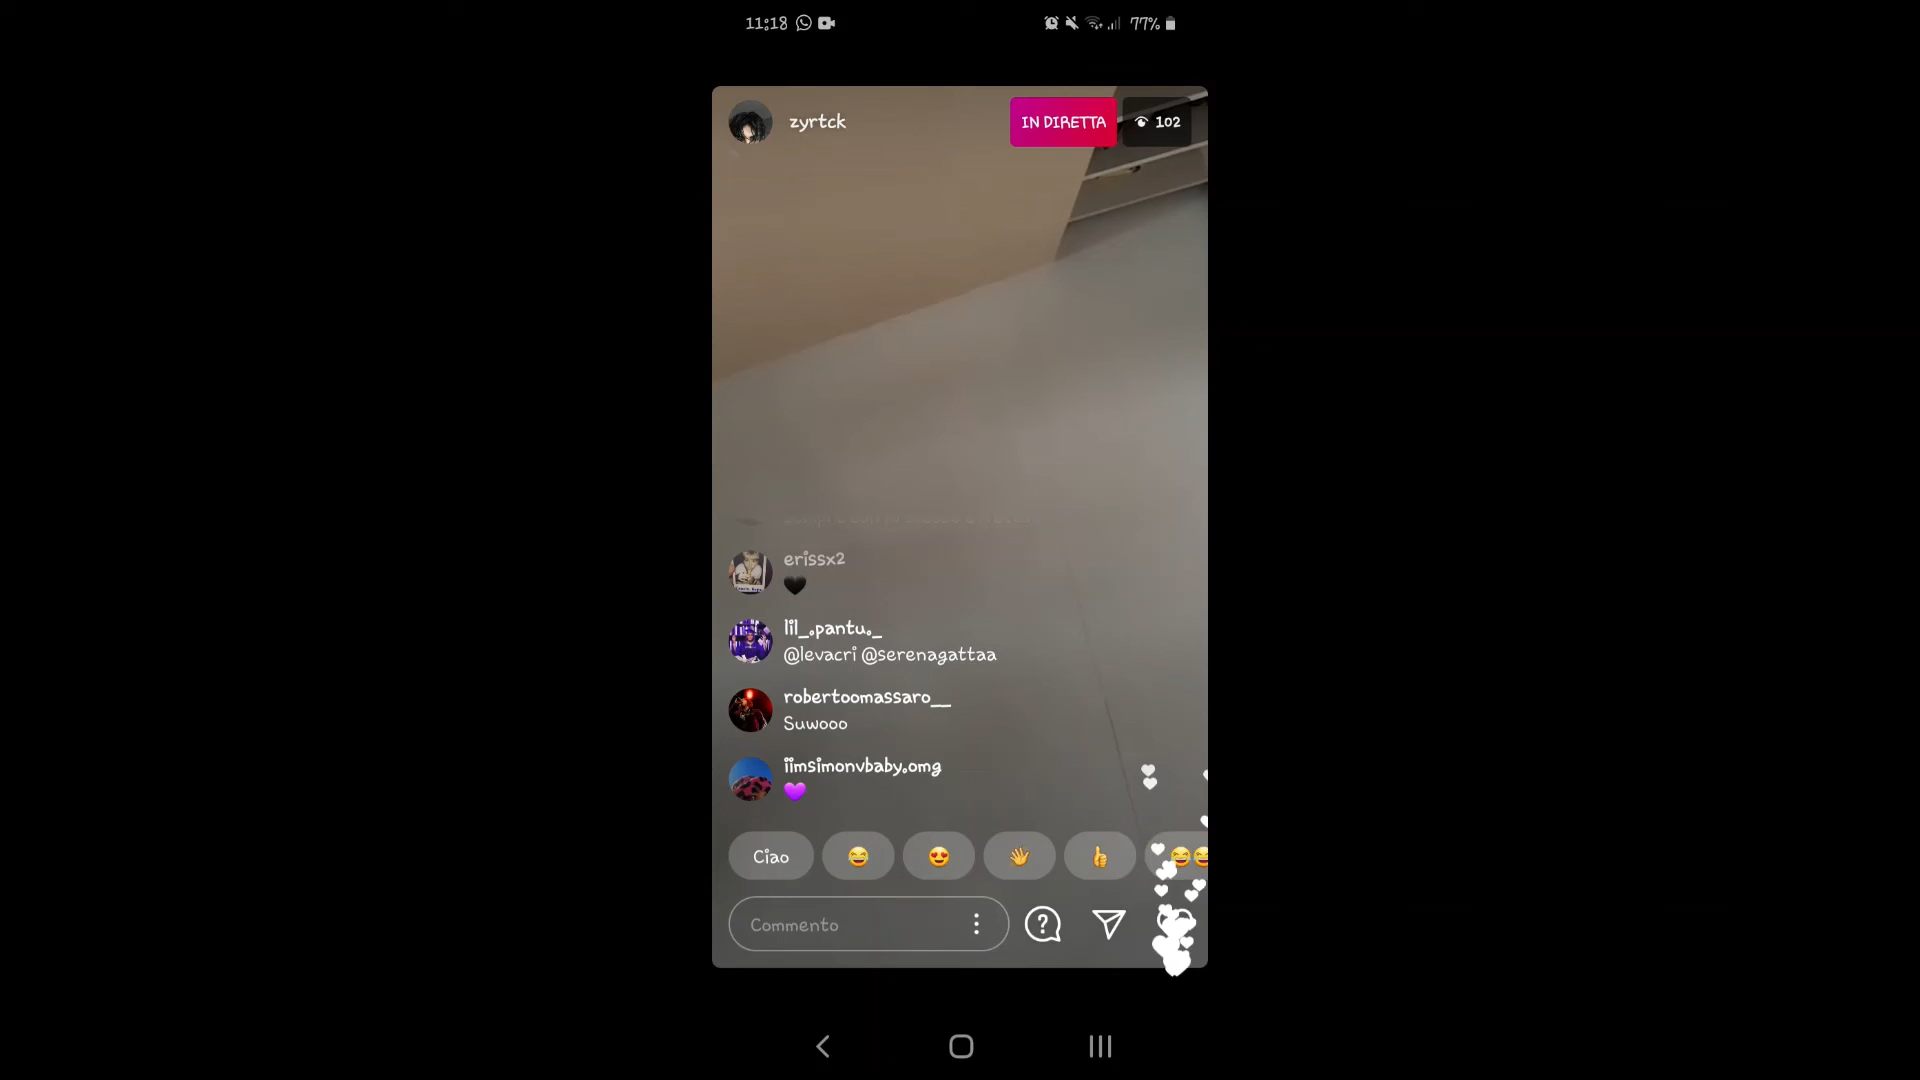 11:18
77%
zyrtck
IN DIRETTA
102
erissx2
🖤
lil_.pantu._
@levacri @serenagattaa
robertoomassaro__
Suwooo
iimsimonvbaby.omg
💜
Ciao 😂 😍 👋 👍 😂😂
Commento